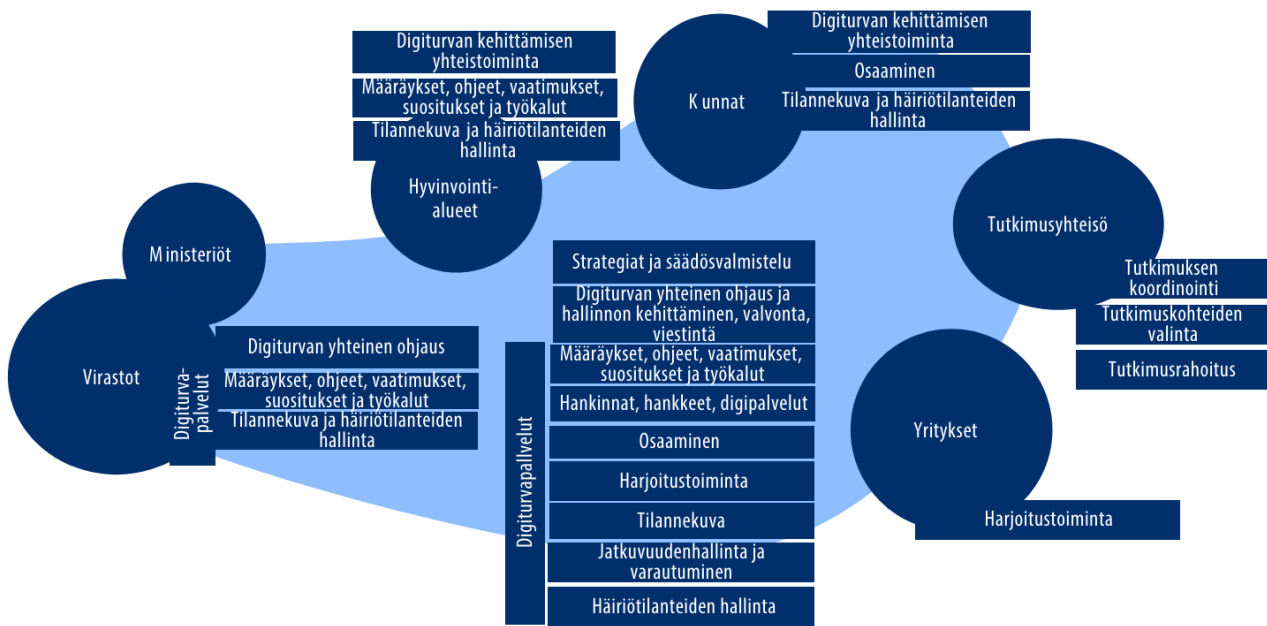 Digiturvan kehittämisen
yhteistoiminta
Määräykset, ohjeet, vaatimukset,
suositukset ja työkalut
Tilannekuva ja häiriötilanteiden
hallinta
Hyvinvointi-
alueet
Digiturvan kehittämisen
yhteistoiminta
Osaaminen
Tilannekuva ja häiriötilanteiden
hallinta
Kunnat
Ministeriöt
Virastot
Digiturva-
palvelut
Digiturvan yhteinen ohjaus
Määräykset, ohjeet, vaatimukset,
suositukset ja työkalut
Tilannekuva ja häiriötilanteiden
hallinta
Strategiat ja säädösvalmistelu
Digiturvan yhteinen ohjaus ja
hallinnon kehittäminen, valvonta,
viestintä
Digiturvapallvelut
Määräykset, ohjeet, vaatimukset,
suositukset ja työkalut
Hankinnat, hankkeet, digipalvelut
Osaaminen
Harjoitustoiminta
Tilannekuva
Jatkuvuudenhallinta ja
varautuminen
Häiriötilanteiden hallinta
Tutkimusyhteisö
Tutkimuksen
koordinointi
Tutkimuskohteiden
valinta
Tutkimusrahoitus
Yritykset
Harjoitustoiminta